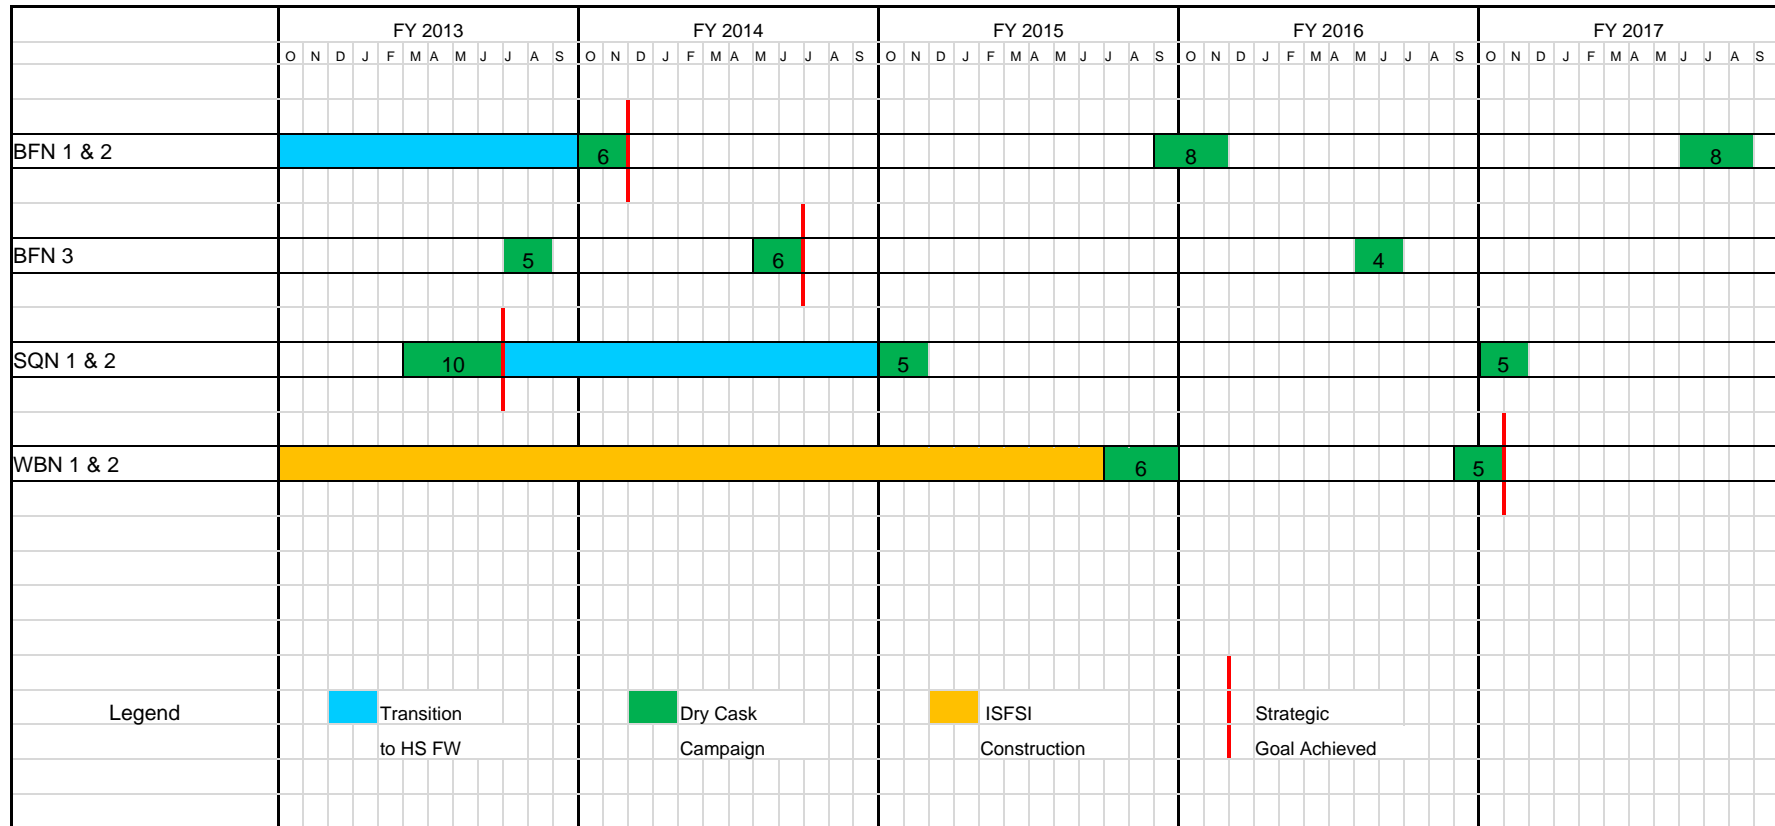 FY 2013 FY 2014 FY 2015 FY 2016 FY 2017
O N D J F M A M J J A S O N D J F M A M J J A S O N D J F M A M J J A S O N D J F M A M J J A S O N D J F M A M J J A S
BFN 1 & 2 6 8 8
BFN 3 5 6 4
SQN 1 & 2 10 5 5
WBN 1 & 2 6 5
Legend Transition Dry Cask ISFSI Strategic
to HS FW Campaign Construction Goal Achieved